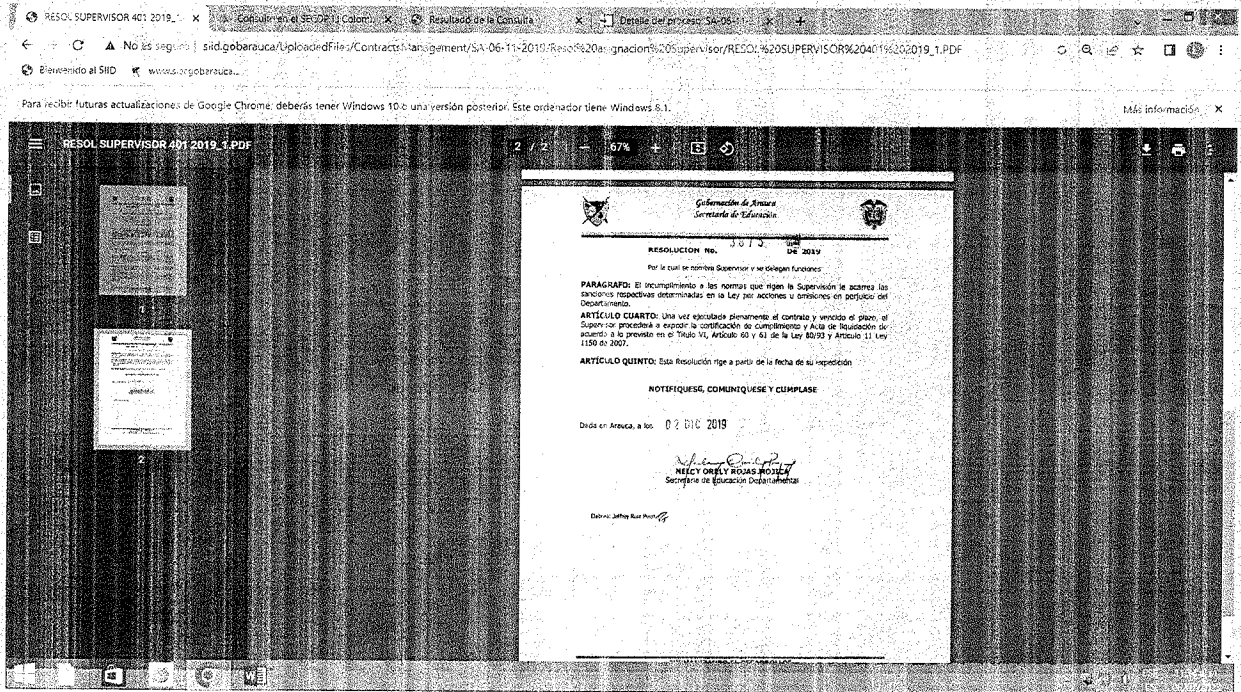 RESOL SUPERVISOR 401 2019_1. × Consultar en el SECOP I | Colom × Resultado de la Consulta × Detalle del proceso: SA-06-11- × +
No es seguro | siid.gobarauca/UploadedFiles/ContractsManagement/SA-06-11-2019/Resol%20asignacion%20supervisor/RESOL%20SUPERVISOR%20401%202019_1.PDF
Bienvenido al SIID
Para recibir futuras actualizaciones de Google Chrome, deberás tener Windows 10 o una versión posterior. Este ordenador tiene Windows 8.1. Más información ×
RESOL SUPERVISOR 401 2019_1.PDF 2 / 2 − 67% +
1
2
Gobernación de Arauca
Secretaría de Educación
RESOLUCION No. DE 2019
Por la cual se nombra Supervisor y se delegan funciones
PARÁGRAFO: El incumplimiento a las normas que rigen la Supervisión le acarrea las
sanciones respectivas determinadas en la Ley por acciones u omisiones en perjuicio del
Departamento.
ARTÍCULO CUARTO: Una vez ejecutado plenamente el contrato y vencido el plazo, el
Supervisor procederá a expedir la certificación de cumplimiento y Acta de liquidación de
acuerdo a lo previsto en el Título VI, Artículo 60 y 61 de la Ley 80/93 y Artículo 11 Ley
1150 de 2007.
ARTÍCULO QUINTO: Esta Resolución rige a partir de la fecha de su expedición
NOTIFIQUESE, COMUNIQUESE Y CUMPLASE
Dada en Arauca, a los 02 DIC 2019
NELCY ORELY ROJAS MOJICA
Secretaria de Educación Departamental
Elaboró: Jeffrey Ruiz